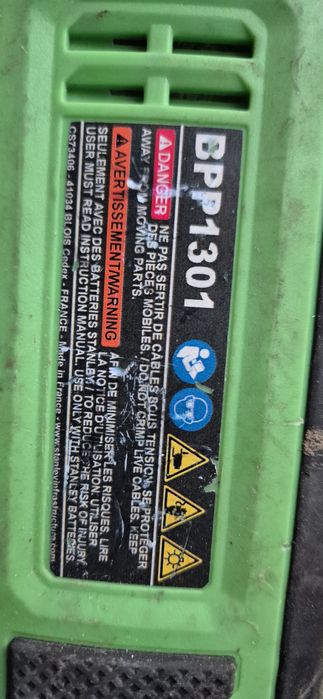 BPP1301
DANGER NE PAS SERTIR DE CABLES SOUS TENSION. SE PROTEGER
DES PIECES MOBILES. / DO NOT CRIMP LIVE CABLES. KEEP
AWAY FROM MOVING PARTS.
AVERTISSEMENT/WARNING AFIN DE MINIMISER LES RISQUES, LIRE
LA NOTICE D'UTILISATION. UTILISER
SEULEMENT AVEC DES BATTERIES STANLEY. / TO REDUCE THE RISK OF INJURY,
USER MUST READ INSTRUCTION MANUAL. USE ONLY WITH STANLEY BATTERIES.
CS73406 - 41034 BLOIS Cedex - FRANCE - Made in France - www.stanleyinfrastructure.com